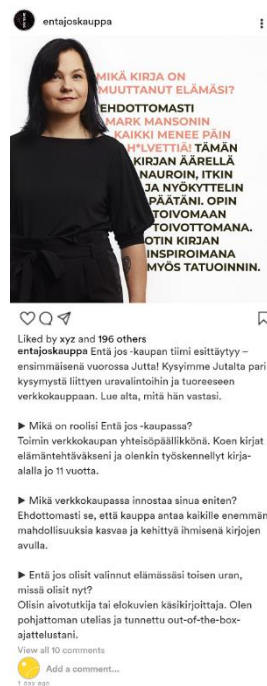 entajoskauppa
MIKÄ KIRJA ON
MUUTTANUT ELÄMÄSI?
EHDOTTOMASTI
MARK MANSONIN
KAIKKI MENEE PÄIN
H*LVETTIÄ! TÄMÄN
KIRJAN ÄÄRELLÄ
NAUROIN, ITKIN
JA NYÖKYTTELIN
PÄÄTÄNI. OPIN
TOIVOMAAN
TOIVOTTOMANA.
OTIN KIRJAN
INSPIROIMANA
MYÖS TATUOINNIN.
Liked by xyz and 196 others
entajoskauppa Entä jos -kaupan tiimi esittäytyy –
ensimmäisenä vuorossa Jutta! Kysyimme Jutalta pari
kysymystä liittyen uravalintoihin ja tuoreeseen
verkkokauppaan. Lue alta, mitä hän vastasi.
► Mikä on roolisi Entä jos -kaupassa?
Toimin verkkokaupan yhteisöpäällikkönä. Koen kirjat
elämäntehtäväkseni ja olenkin työskennellyt kirja-
alalla jo 11 vuotta.
► Mikä verkkokaupassa innostaa sinua eniten?
Ehdottomasti se, että kauppa antaa kaikille enemmän
mahdollisuuksia kasvaa ja kehittyä ihmisenä kirjojen
avulla.
► Entä jos olisit valinnut elämässäsi toisen uran,
missä olisit nyt?
Olisin aivotutkija tai elokuvien käsikirjoittaja. Olen
pohjattoman utelias ja tunnettu out-of-the-box-
ajattelustani.
View all 10 comments
Add a comment...
1 day ago